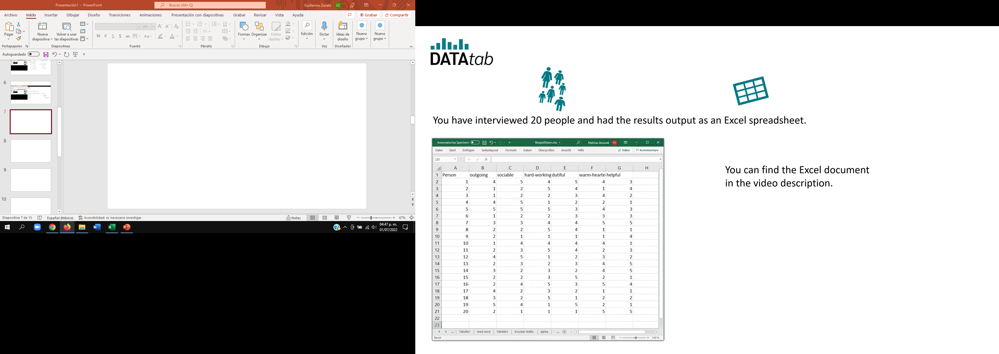 Presentación1 - PowerPoint
Buscar (Alt+Q)
Guillermo Zarate GZ
Archivo Inicio Insertar Dibujar Diseño Transiciones Animaciones Presentación con diapositivas Grabar Revisar Vista Ayuda
Grabar Compartir
Pegar
Nueva diapositiva
Volver a usar las diapositivas
24+
N K S S ab AV Aa A
Formas Organizar Estilos rápidos
Edición
Dictar
Ideas de diseño
Nuevo grupo
Nuevo grupo
Portapapeles Diapositivas Fuente Párrafo Dibujo Voz Diseñador
Autoguardado
6
7
8
9
10
Diapositiva 7 de 15 Español (México) Accesibilidad: es necesario investigar Notas 67%
04:47 p. m.
01/07/2022
DATAtab
You have interviewed 20 people and had the results output as an Excel spreadsheet.
Automatisches Speichern BeispielDaten.xlsx Mathias Jesussek MJ
Datei Start Einfügen Seitenlayout Formeln Daten Überprüfen Ansicht Hilfe Teilen Kommentare
J23 fx
A B C D E F G H
1 Person outgoing sociable hard-working dutiful warm-hearte helpful
2 1 4 5 4 5 4 3
3 2 1 2 5 4 1 4
4 3 1 2 2 3 4 2
5 4 4 5 1 2 2 1
6 5 5 5 5 3 4 3
7 6 1 2 2 3 3 3
8 7 3 3 4 4 5 5
9 8 2 2 5 4 1 1
10 9 2 1 1 1 1 4
11 10 1 4 4 4 4 1
12 11 2 3 5 4 2 3
13 12 4 5 1 2 3 2
14 13 2 3 2 3 4 5
15 14 3 2 3 2 4 5
16 15 2 2 3 5 2 1
17 16 2 4 5 3 5 4
18 17 4 2 3 2 1 1
19 18 3 2 5 1 2 2
20 19 5 4 1 5 2 1
21 20 2 1 1 1 5 5
22
23
... Tabelle1 med mod Tabelle2 Kruskal Wallis alpha ...
Bereit 145 %
You can find the Excel document
in the video description.